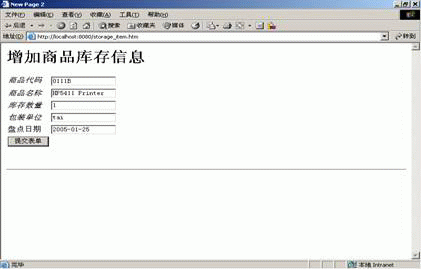 New Page 2
文件(F) 编辑(E) 查看(V) 收藏(A) 工具(T) 帮助(H)
后退 搜索 收藏夹 媒体
地址(D) http://localhost:8080/storage_item.htm 转到
增加商品库存信息
商品代码 0111B
商品名称 HP5411 Printer
库存数量 1
包装单位 tai
盘点日期 2005-01-25
提交表单
完毕 本地 Intranet